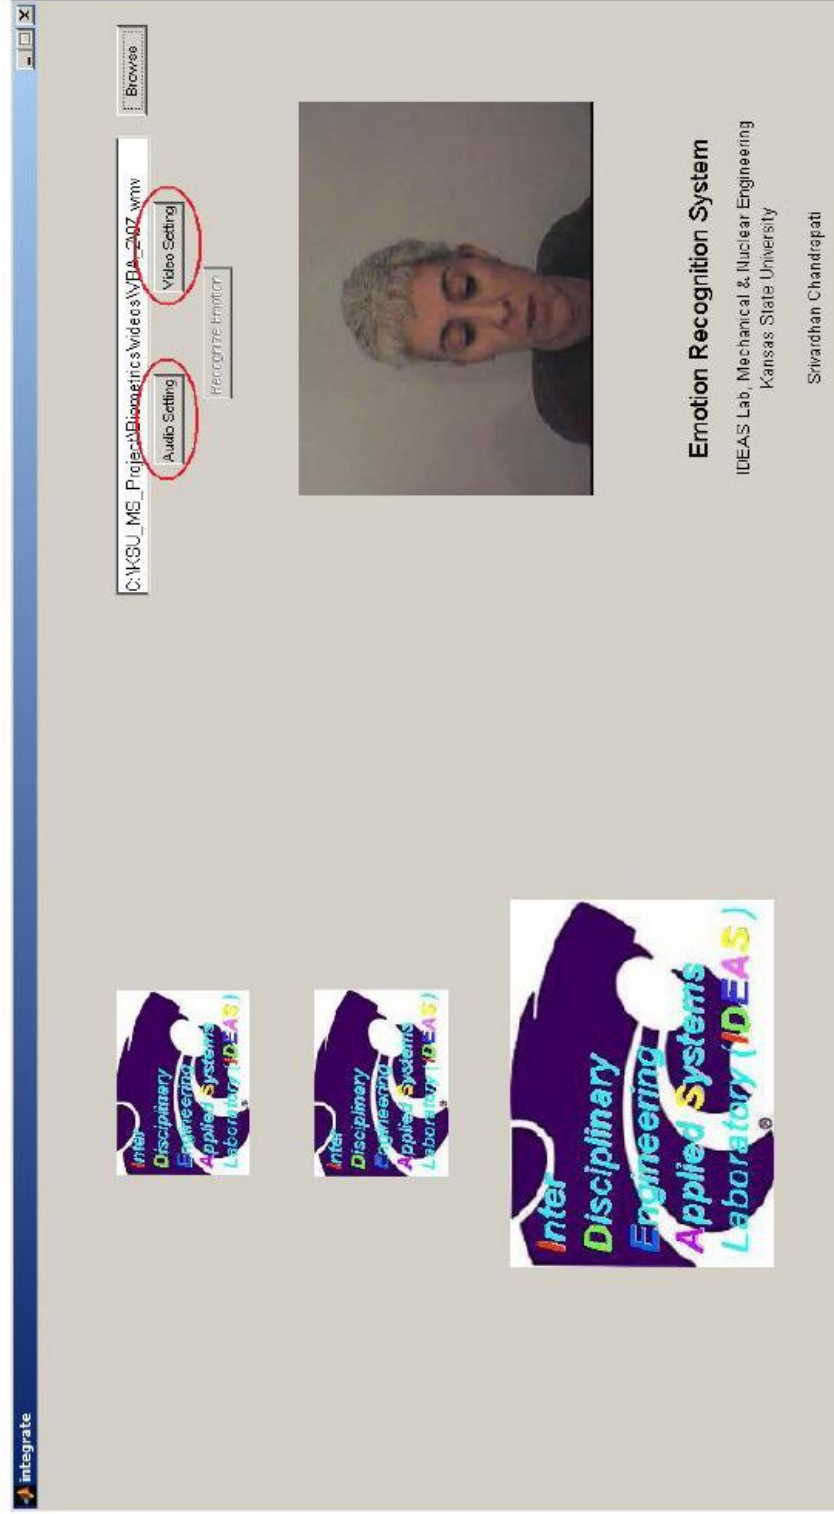 integrate
C:\KSU_MS_Project\Biometrics\videos\VBA_2\07.wmv
Browse
Audio Setting
Video Setting
Recognize Emotion
Inter
Disciplinary
Engineering
Applied Systems
Laboratory (IDEAS)
®
Inter
Disciplinary
Engineering
Applied Systems
Laboratory (IDEAS)
®
Inter
Disciplinary
Engineering
Applied Systems
Laboratory (IDEAS)
®
Emotion Recognition System
IDEAS Lab, Mechanical & Nuclear Engineering
Kansas State University
Srivardhan Chandrapati